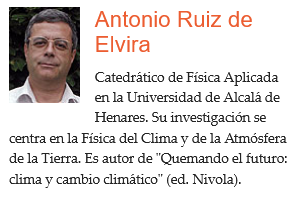 Antonio Ruiz de
Elvira
Catedrático de Física Aplicada
en la Universidad de Alcalá de
Henares. Su investigación se
centra en la Física del Clima y de la Atmósfera
de la Tierra. Es autor de "Quemando el futuro:
clima y cambio climático" (ed. Nivola).